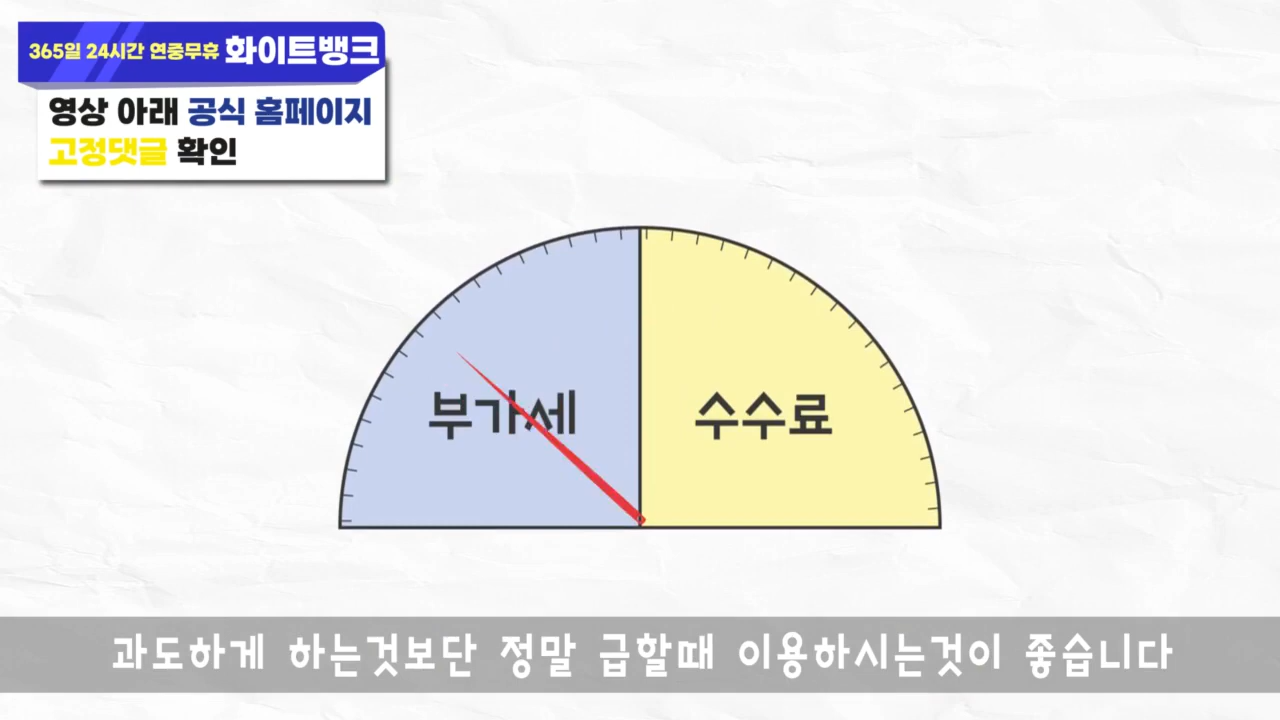 365일 24시간 연중무휴 화이트뱅크
영상 아래 공식 홈페이지
고정댓글 확인
부가세
수수료
과도하게 하는것보단 정말 급할때 이용하시는것이 좋습니다